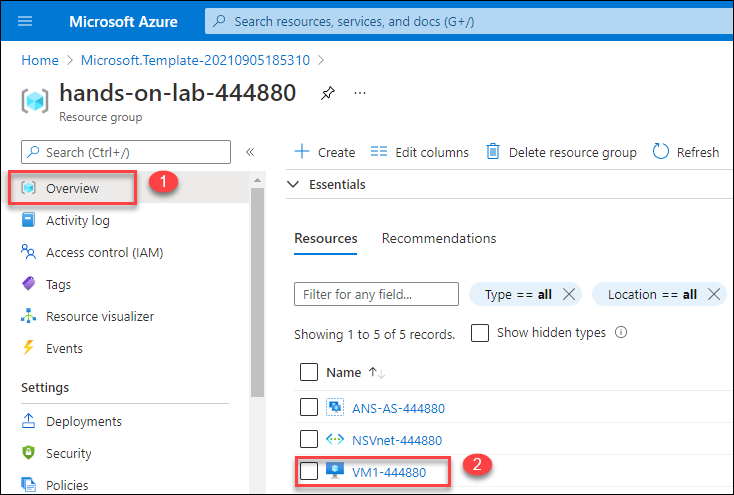 Microsoft Azure
Search resources, services, and docs (G+/)
Home > Microsoft.Template-20210905185310 >
hands-on-lab-444880 ...
Resource group
Search (Ctrl+/) «
Overview
1
Activity log
Access control (IAM)
Tags
Resource visualizer
Events
Settings
Deployments
Security
Policies
+ Create Edit columns Delete resource group Refresh
Essentials
Resources Recommendations
Filter for any field... Type == all × Location == all ×
Showing 1 to 5 of 5 records. Show hidden types
Name ↑↓
ANS-AS-444880
NSVnet-444880
VM1-444880
2